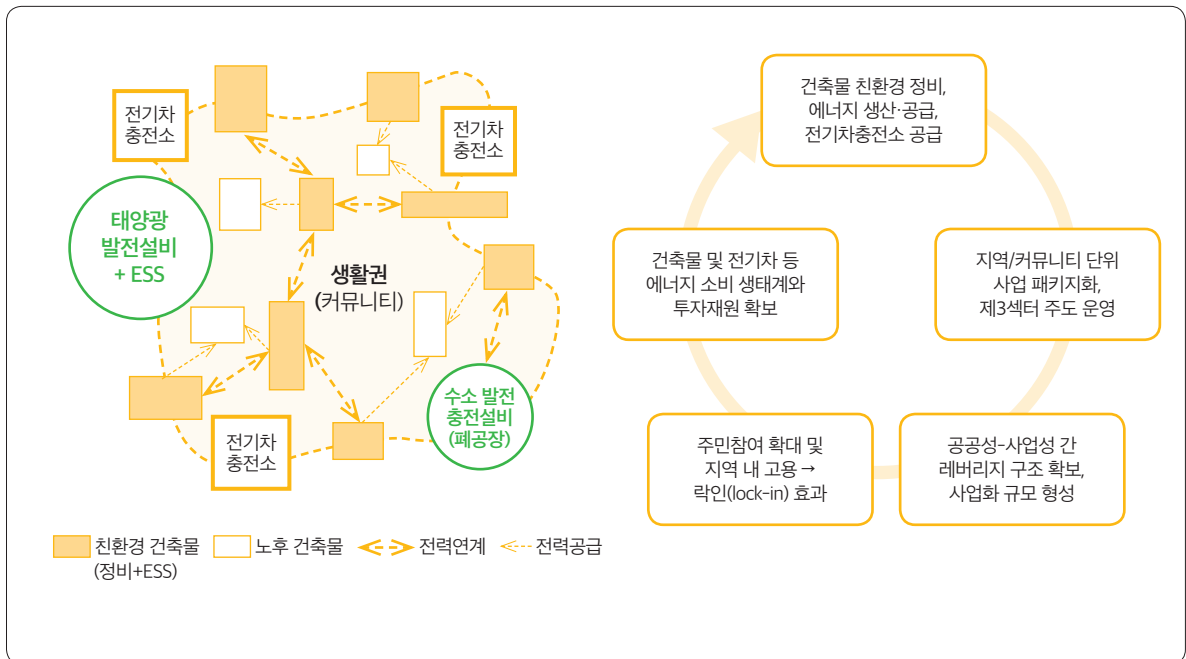 전기차
충전소
전기차
충전소
태양광
발전설비
+ ESS
생활권
(커뮤니티)
수소 발전
충전설비
(폐공장)
전기차
충전소
친환경 건축물
(정비+ESS)
노후 건축물
전력연계
전력공급
건축물 친환경 정비,
에너지 생산·공급,
전기차충전소 공급
지역/커뮤니티 단위
사업 패키지화,
제3섹터 주도 운영
공공성-사업성 간
레버리지 구조 확보,
사업화 규모 형성
주민참여 확대 및
지역 내 고용 →
락인(lock-in) 효과
건축물 및 전기차 등
에너지 소비 생태계와
투자재원 확보